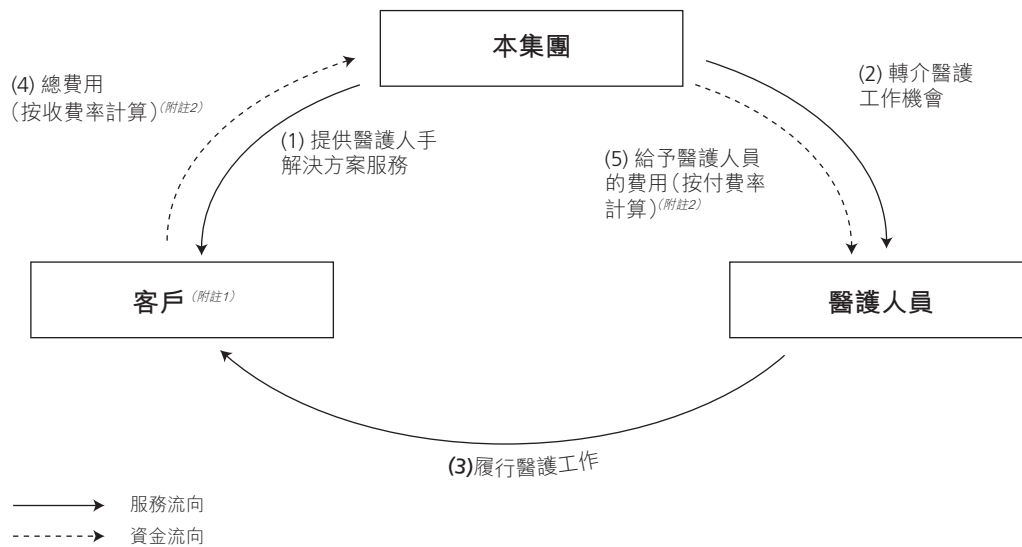 本集團
(4) 總費用
（按收費率計算）(附註2)
(2) 轉介醫護
工作機會
(1) 提供醫護人手
解決方案服務
(5) 給予醫護人員
的費用（按付費率
計算）(附註2)
客戶 (附註1)
醫護人員
(3)履行醫護工作
服務流向
資金流向